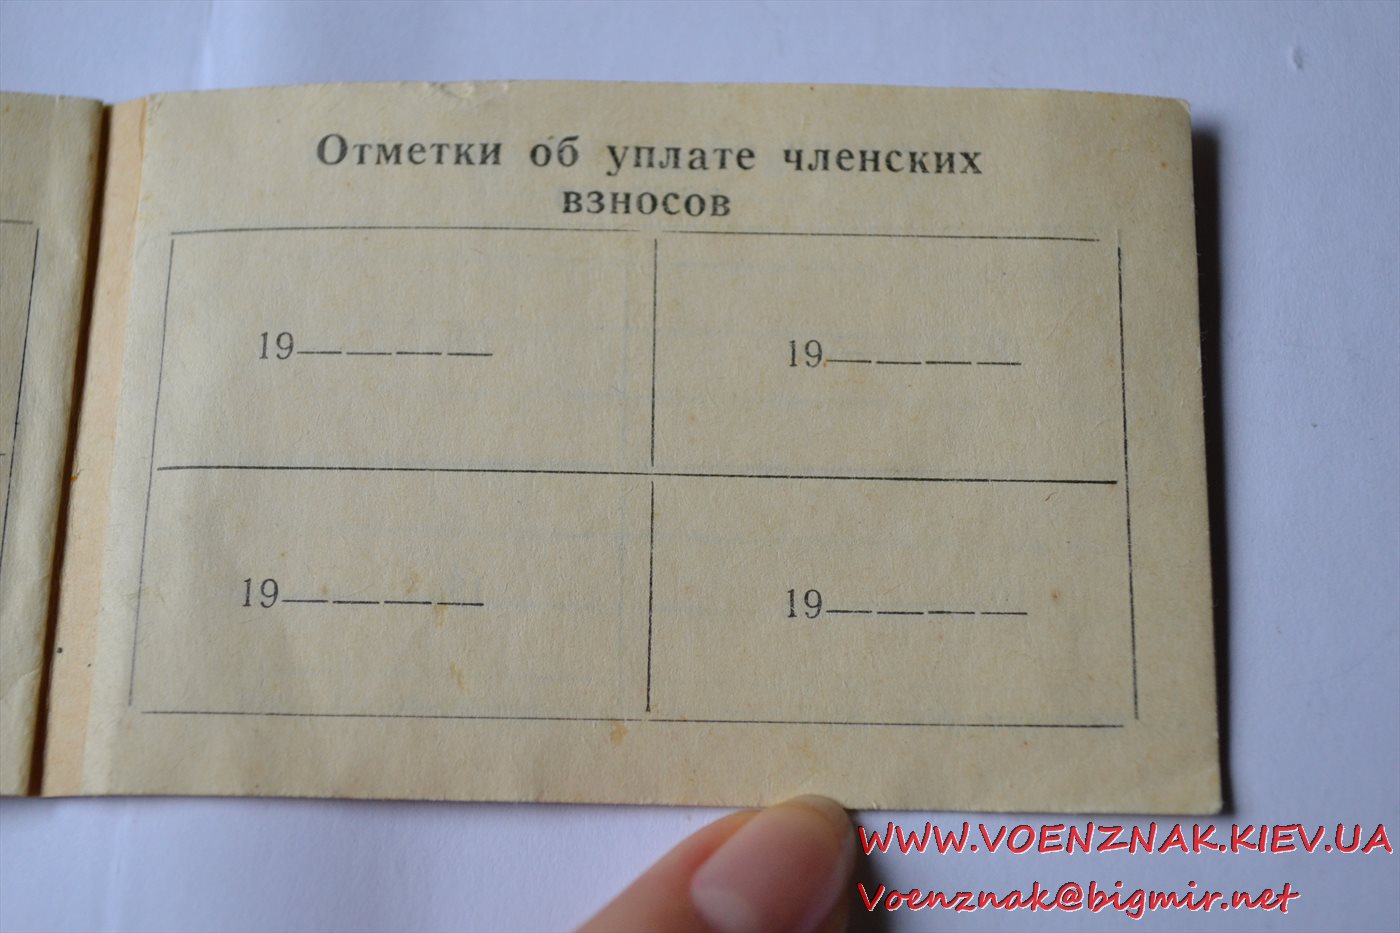 Отметки об уплате членских
взносов
19— — — —
19— — — —
19— — — —
19— — — —
WWW.VOENZNAK.KIEV.UA
Voenznak@bigmir.net